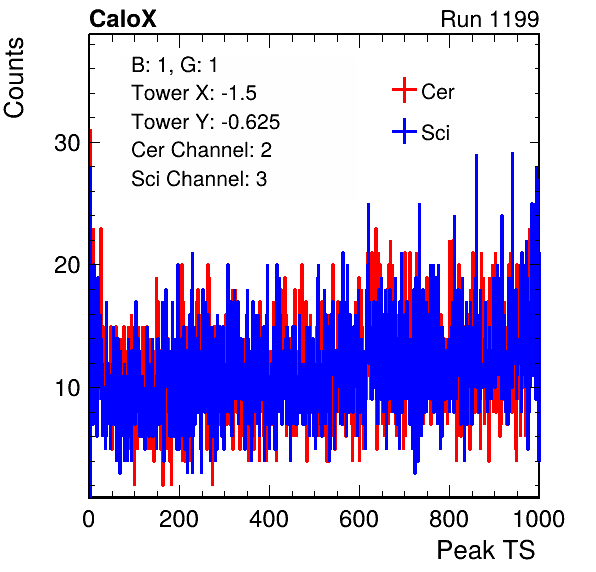 CaloX Run 1199
Counts
B: 1, G: 1
Tower X: -1.5
Tower Y: -0.625
Cer Channel: 2
Sci Channel: 3
Cer
Sci
30
20
10
0 200 400 600 800 1000
Peak TS